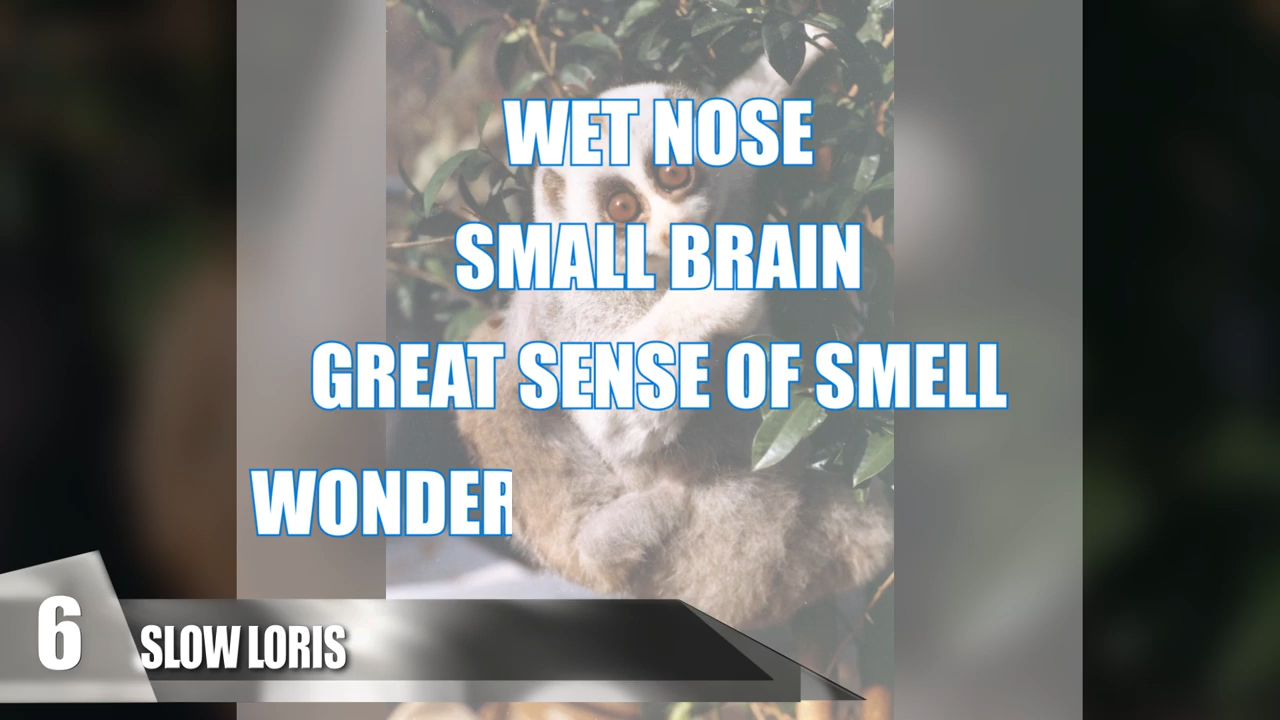 WET NOSE
SMALL BRAIN
GREAT SENSE OF SMELL
WONDER
6
SLOW LORIS